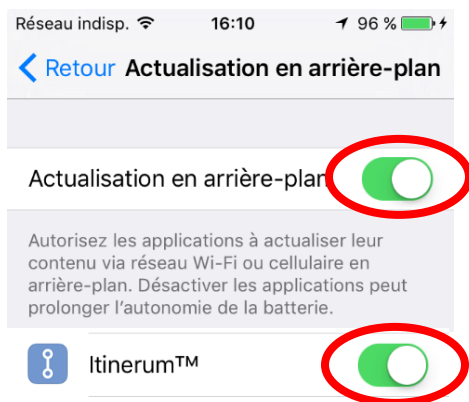 Réseau indisp. 16:10 96 %
Retour Actualisation en arrière-plan
Actualisation en arrière-plan
Autorisez les applications à actualiser leur
contenu via réseau Wi-Fi ou cellulaire en
arrière-plan. Désactiver les applications peut
prolonger l’autonomie de la batterie.
Itinerum™